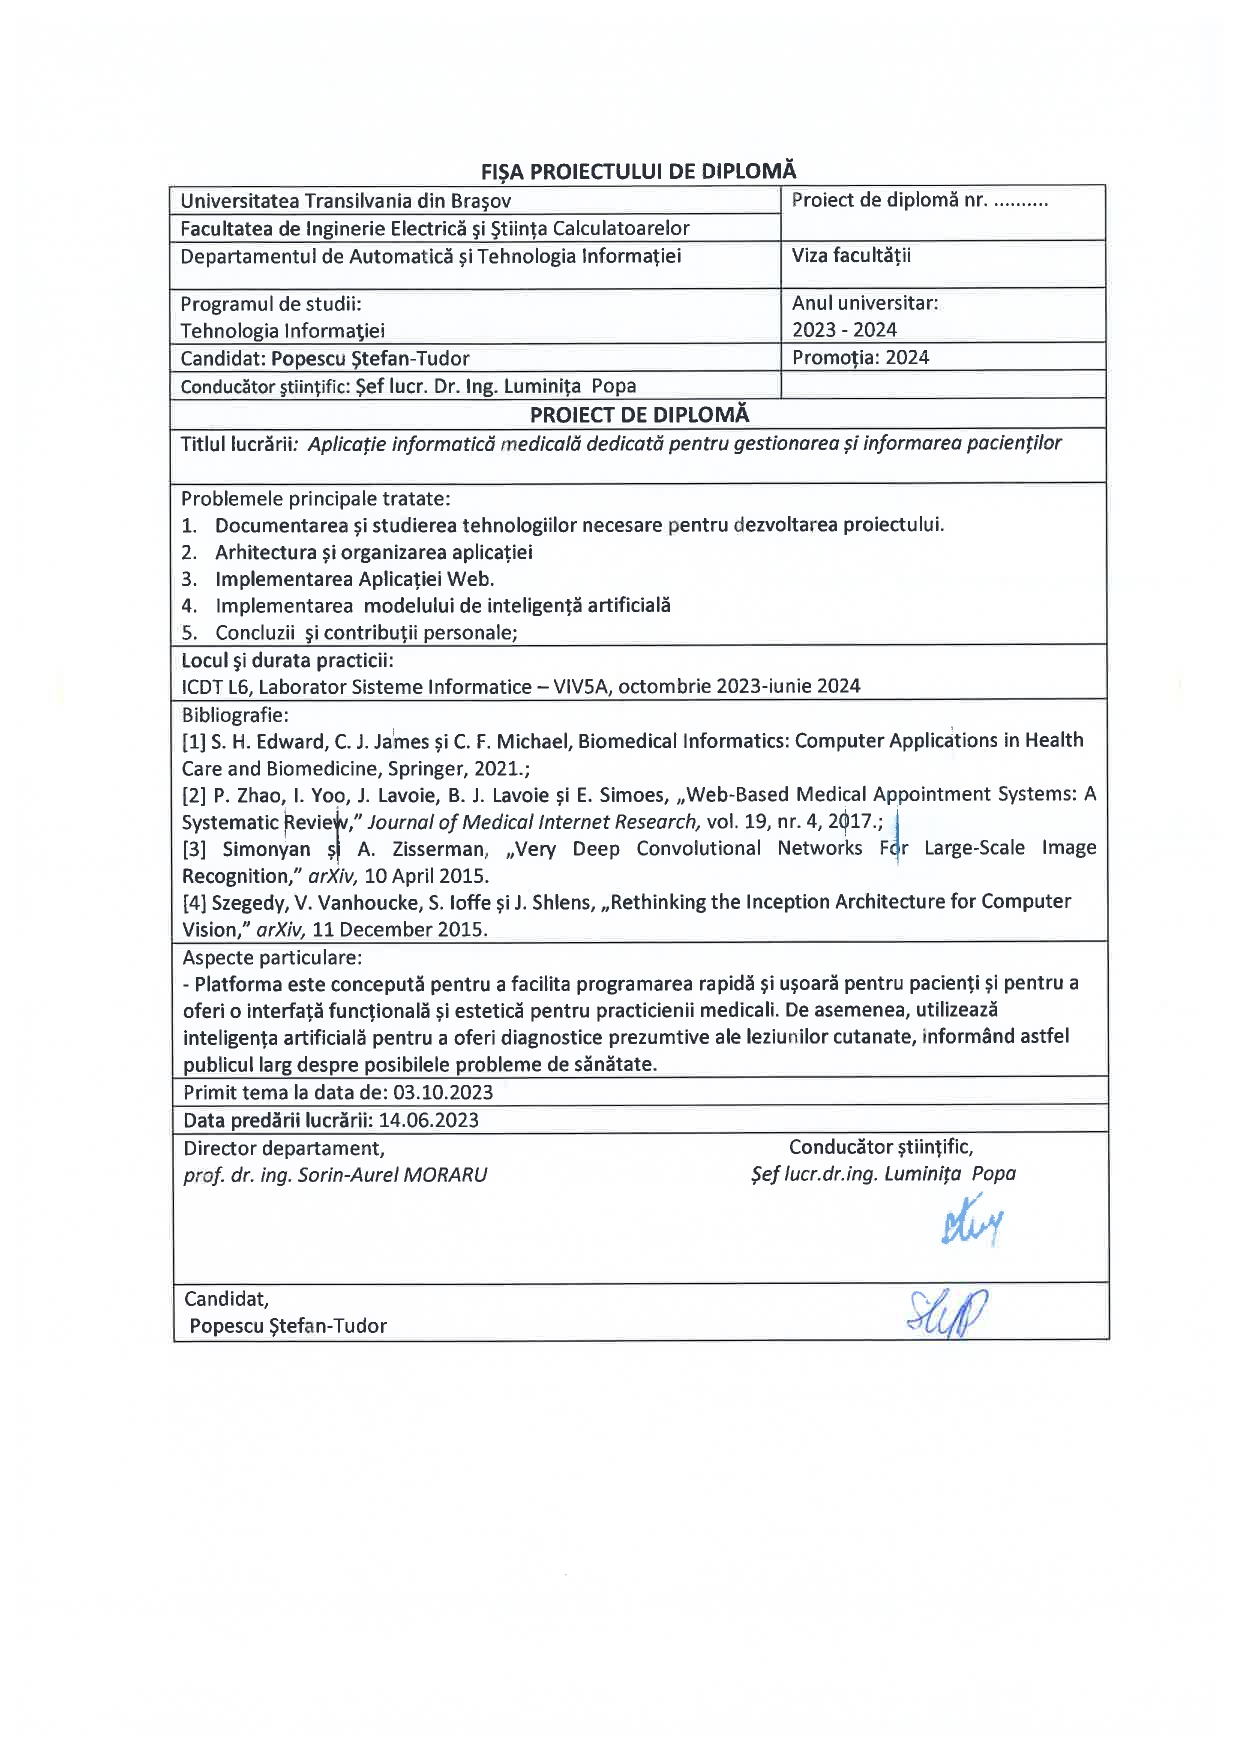 FIȘA PROIECTULUI DE DIPLOMĂ
Universitatea Transilvania din Braşov
Proiect de diplomă nr. ..........
Facultatea de Inginerie Electrică şi Ştiința Calculatoarelor
Departamentul de Automatică și Tehnologia Informației
Viza facultății
Programul de studii:
Anul universitar:
Tehnologia Informaţiei
2023 - 2024
Candidat: Popescu Ștefan-Tudor
Promoția: 2024
Conducător ştiințific: Șef lucr. Dr. Ing. Luminița Popa
PROIECT DE DIPLOMĂ
Titlul lucrării: Aplicație informatică medicală dedicată pentru gestionarea și informarea pacienților
Problemele principale tratate:
1. Documentarea și studierea tehnologiilor necesare pentru dezvoltarea proiectului.
2. Arhitectura și organizarea aplicației
3. Implementarea Aplicației Web.
4. Implementarea modelului de inteligență artificială
5. Concluzii şi contribuții personale;
Locul şi durata practicii:
ICDT L6, Laborator Sisteme Informatice – VIV5A, octombrie 2023-iunie 2024
Bibliografie:
[1] S. H. Edward, C. J. James și C. F. Michael, Biomedical Informatics: Computer Applications in Health
Care and Biomedicine, Springer, 2021.;
[2] P. Zhao, I. Yoo, J. Lavoie, B. J. Lavoie și E. Simoes, „Web-Based Medical Appointment Systems: A
Systematic Review,” Journal of Medical Internet Research, vol. 19, nr. 4, 2017.;
[3] Simonyan și A. Zisserman, „Very Deep Convolutional Networks For Large-Scale Image
Recognition,” arXiv, 10 April 2015.
[4] Szegedy, V. Vanhoucke, S. Ioffe și J. Shlens, „Rethinking the Inception Architecture for Computer
Vision,” arXiv, 11 December 2015.
Aspecte particulare:
- Platforma este concepută pentru a facilita programarea rapidă și ușoară pentru pacienți și pentru a
oferi o interfață funcțională și estetică pentru practicienii medicali. De asemenea, utilizează
inteligența artificială pentru a oferi diagnostice prezumtive ale leziunilor cutanate, informând astfel
publicul larg despre posibilele probleme de sănătate.
Primit tema la data de: 03.10.2023
Data predării lucrării: 14.06.2023
Director departament,
Conducător ştiințific,
prof. dr. ing. Sorin-Aurel MORARU
Șef lucr.dr.ing. Luminița Popa
Candidat,
Popescu Ștefan-Tudor